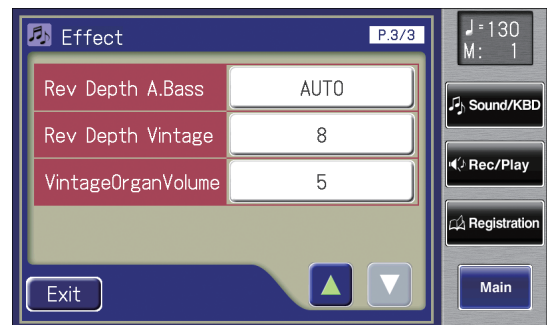 Effect P.3/3
Rev Depth A.Bass AUTO
Rev Depth Vintage 8
VintageOrganVolume 5
Exit
♩=130
M: 1
Sound/KBD
Rec/Play
Registration
Main